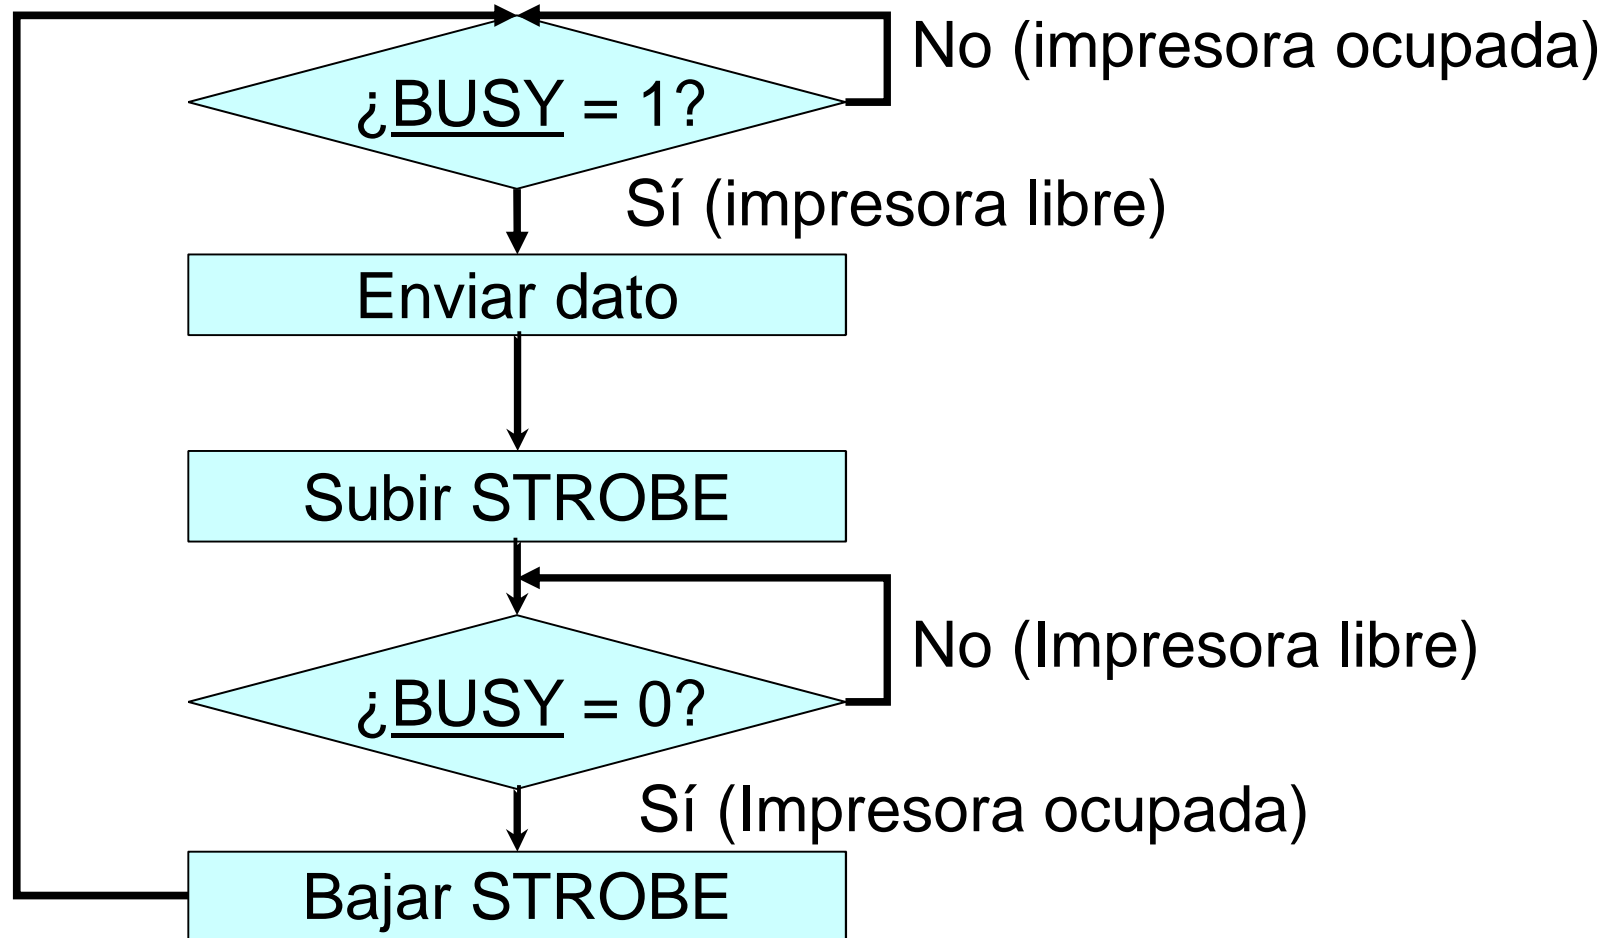 No (impresora ocupada)
¿BUSY = 1?
Sí (impresora libre)
Enviar dato
Subir STROBE
No (Impresora libre)
¿BUSY = 0?
Sí (Impresora ocupada)
Bajar STROBE